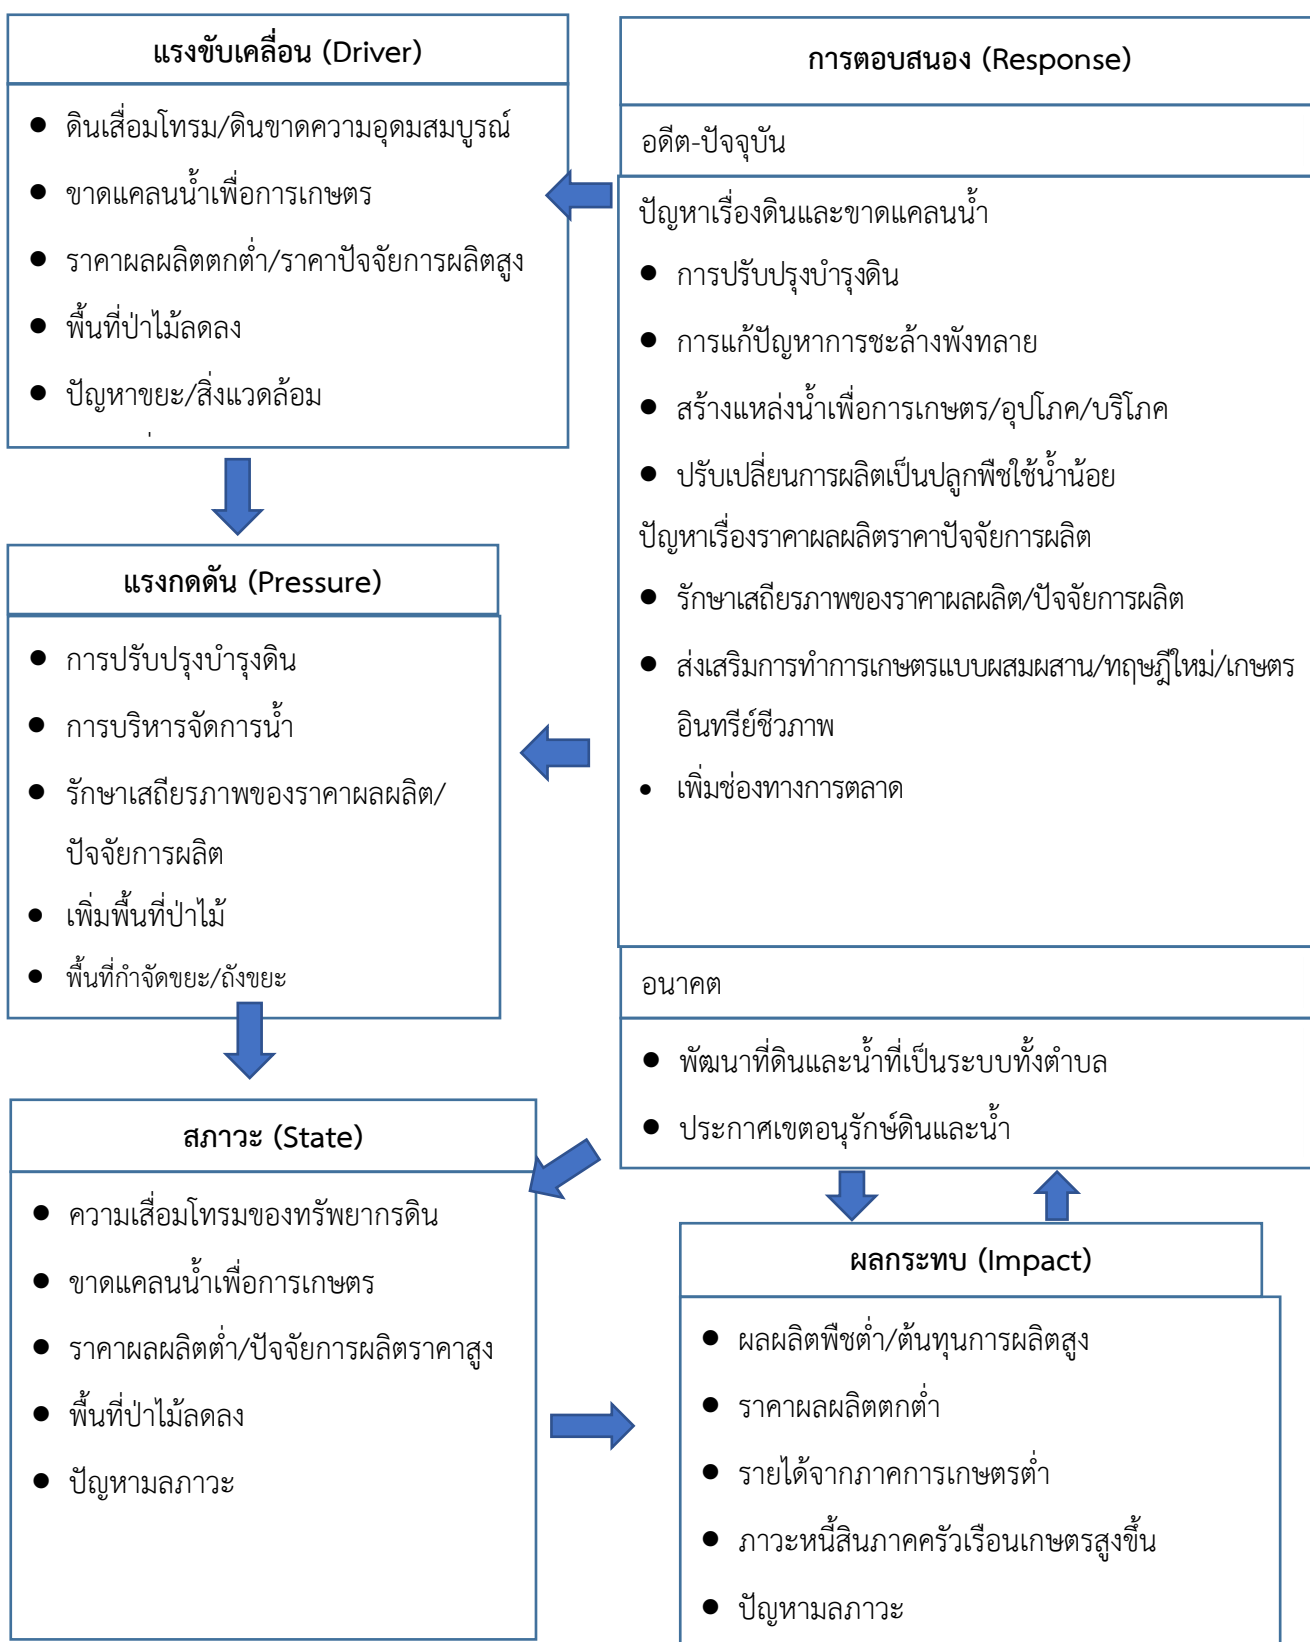 แรงขับเคลื่อน (Driver)
● ดินเสื่อมโทรม/ดินขาดความอุดมสมบูรณ์
● ขาดแคลนน้ำเพื่อการเกษตร
● ราคาผลผลิตตกต่ำ/ราคาปัจจัยการผลิตสูง
● พื้นที่ป่าไม้ลดลง
● ปัญหาขยะ/สิ่งแวดล้อม
แรงกดดัน (Pressure)
● การปรับปรุงบำรุงดิน
● การบริหารจัดการน้ำ
● รักษาเสถียรภาพของราคาผลผลิต/
ปัจจัยการผลิต
● เพิ่มพื้นที่ป่าไม้
● พื้นที่กำจัดขยะ/ถังขยะ
สภาวะ (State)
● ความเสื่อมโทรมของทรัพยากรดิน
● ขาดแคลนน้ำเพื่อการเกษตร
● ราคาผลผลิตต่ำ/ปัจจัยการผลิตราคาสูง
● พื้นที่ป่าไม้ลดลง
● ปัญหามลภาวะ
การตอบสนอง (Response)
อดีต-ปัจจุบัน
ปัญหาเรื่องดินและขาดแคลนน้ำ
● การปรับปรุงบำรุงดิน
● การแก้ปัญหาการชะล้างพังทลาย
● สร้างแหล่งน้ำเพื่อการเกษตร/อุปโภค/บริโภค
● ปรับเปลี่ยนการผลิตเป็นปลูกพืชใช้น้ำน้อย
ปัญหาเรื่องราคาผลผลิตราคาปัจจัยการผลิต
● รักษาเสถียรภาพของราคาผลผลิต/ปัจจัยการผลิต
● ส่งเสริมการทำการเกษตรแบบผสมผสาน/ทฤษฎีใหม่/เกษตร
อินทรีย์ชีวภาพ
● เพิ่มช่องทางการตลาด
อนาคต
● พัฒนาที่ดินและน้ำที่เป็นระบบทั้งตำบล
● ประกาศเขตอนุรักษ์ดินและน้ำ
ผลกระทบ (Impact)
● ผลผลิตพืชต่ำ/ต้นทุนการผลิตสูง
● ราคาผลผลิตตกต่ำ
● รายได้จากภาคการเกษตรต่ำ
● ภาวะหนี้สินภาคครัวเรือนเกษตรสูงขึ้น
● ปัญหามลภาวะ